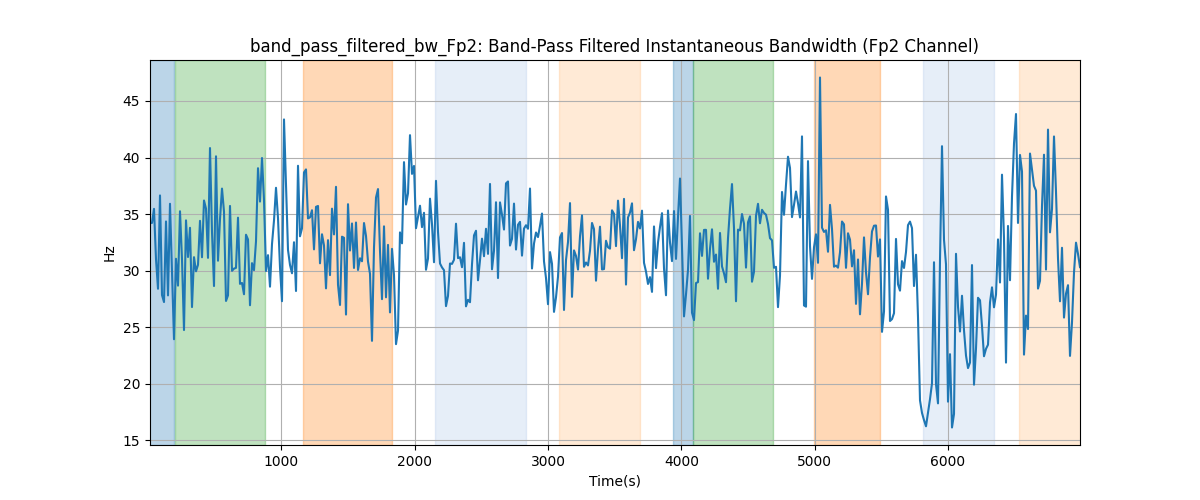 band_pass_filtered_bw_Fp2: Band-Pass Filtered Instantaneous Bandwidth (Fp2 Channel)
45
40
35
30
25
20
15
Hz
1000 2000 3000 4000 5000 6000
Time(s)